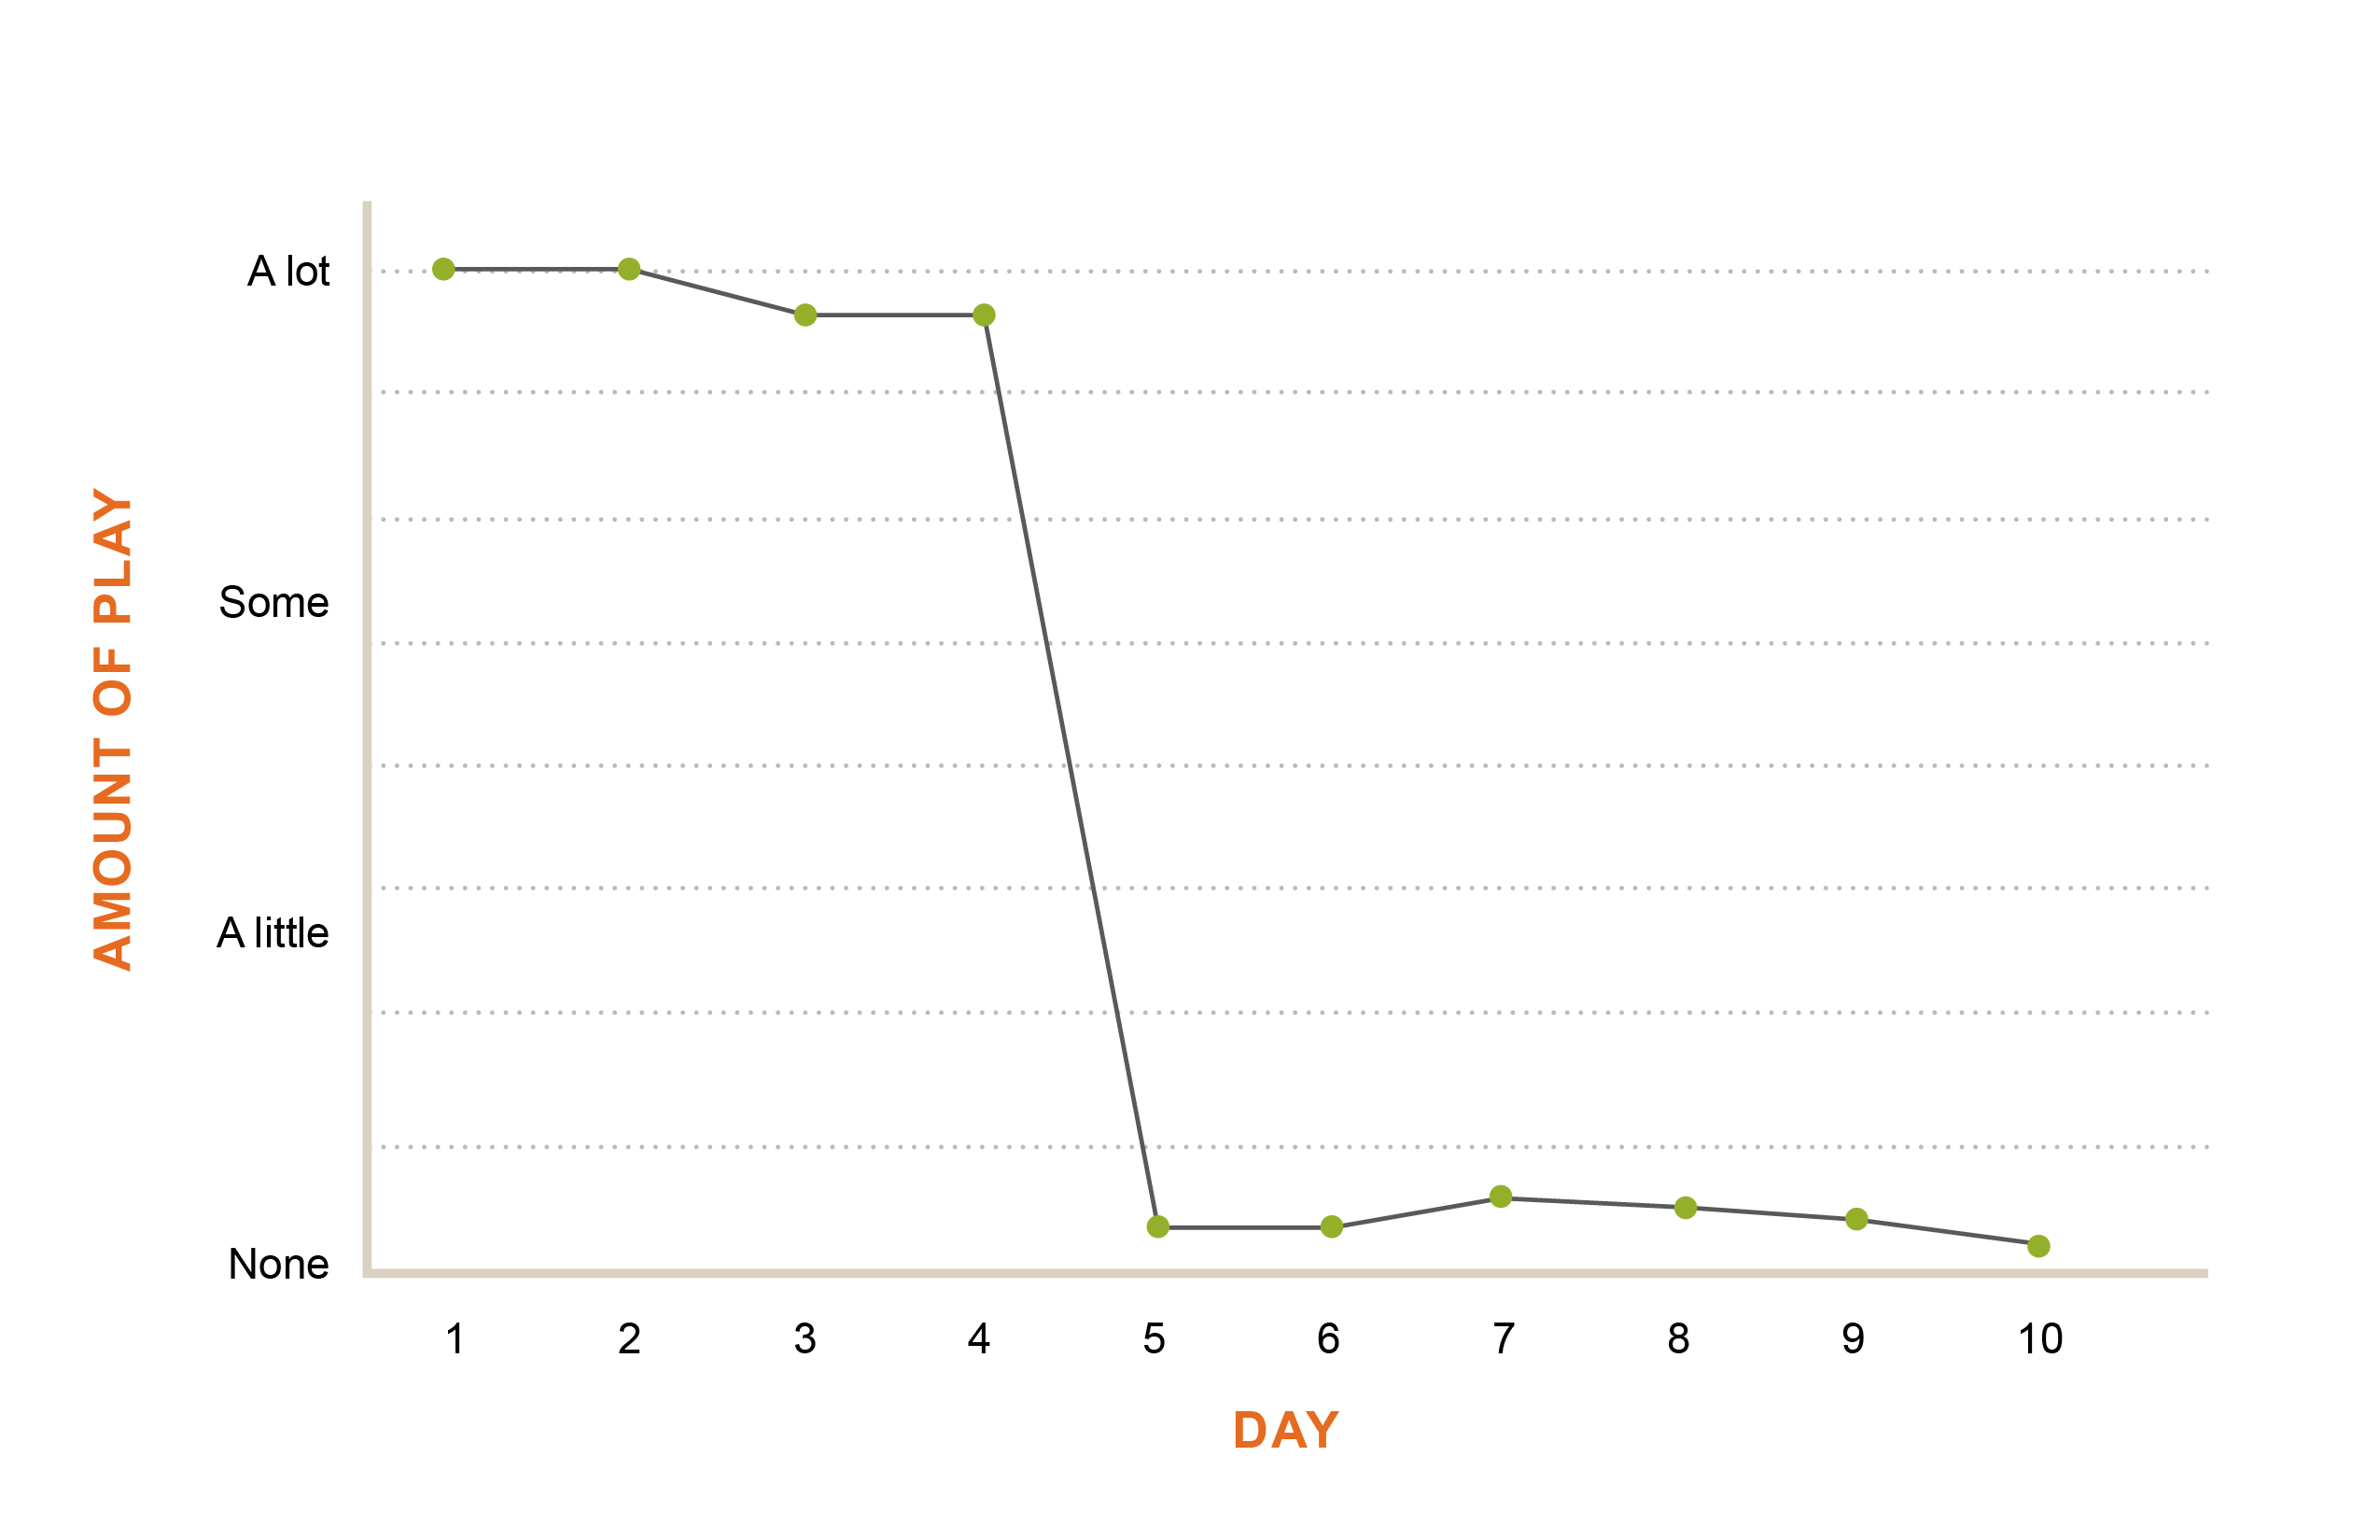 AMOUNT OF PLAY
A lot
Some
A little
None
1 2 3 4 5 6 7 8 9 10
DAY